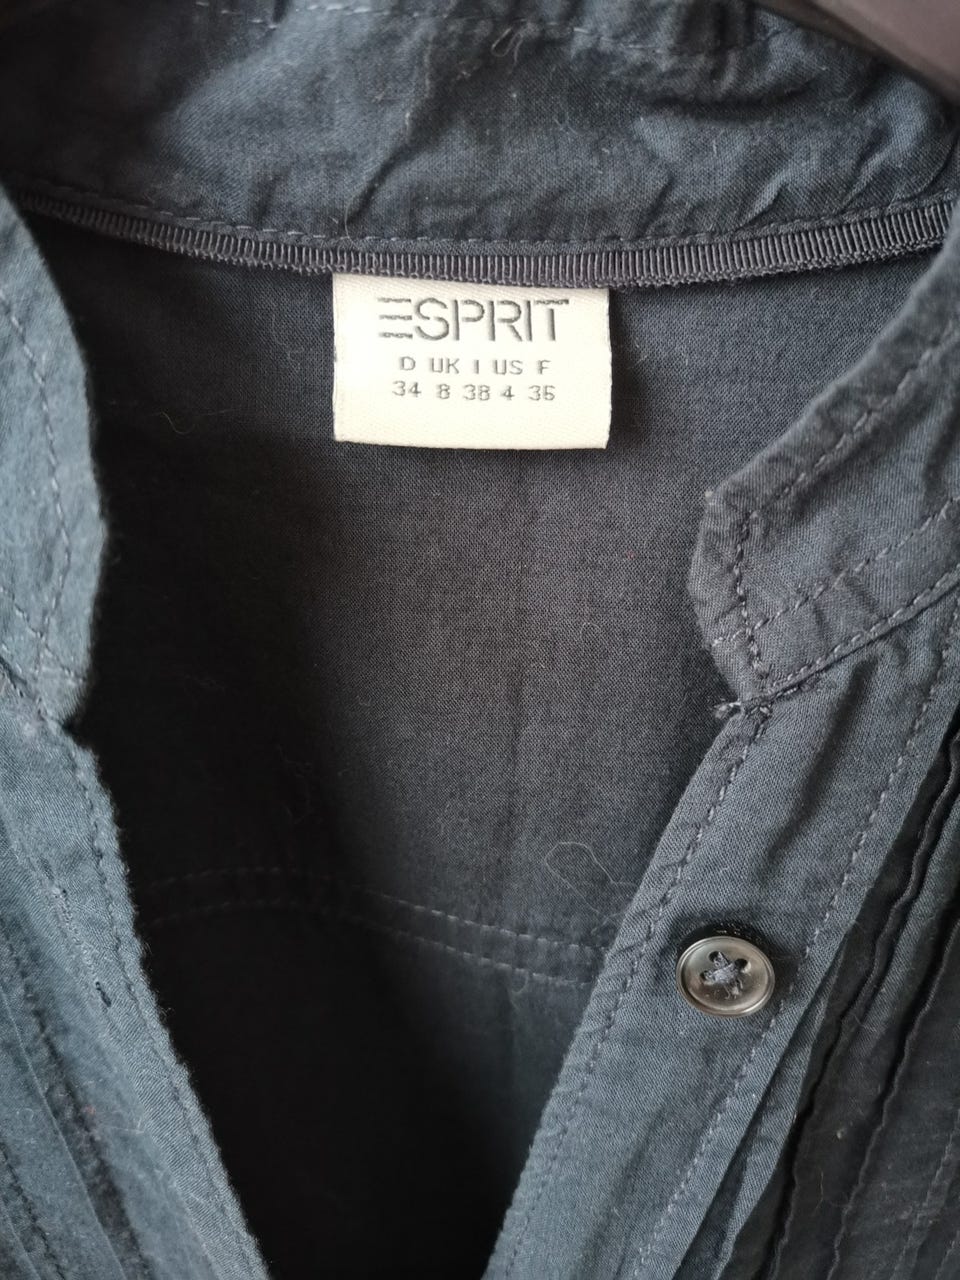 ESPRIT
D UK I US F
34 8 38 4 36